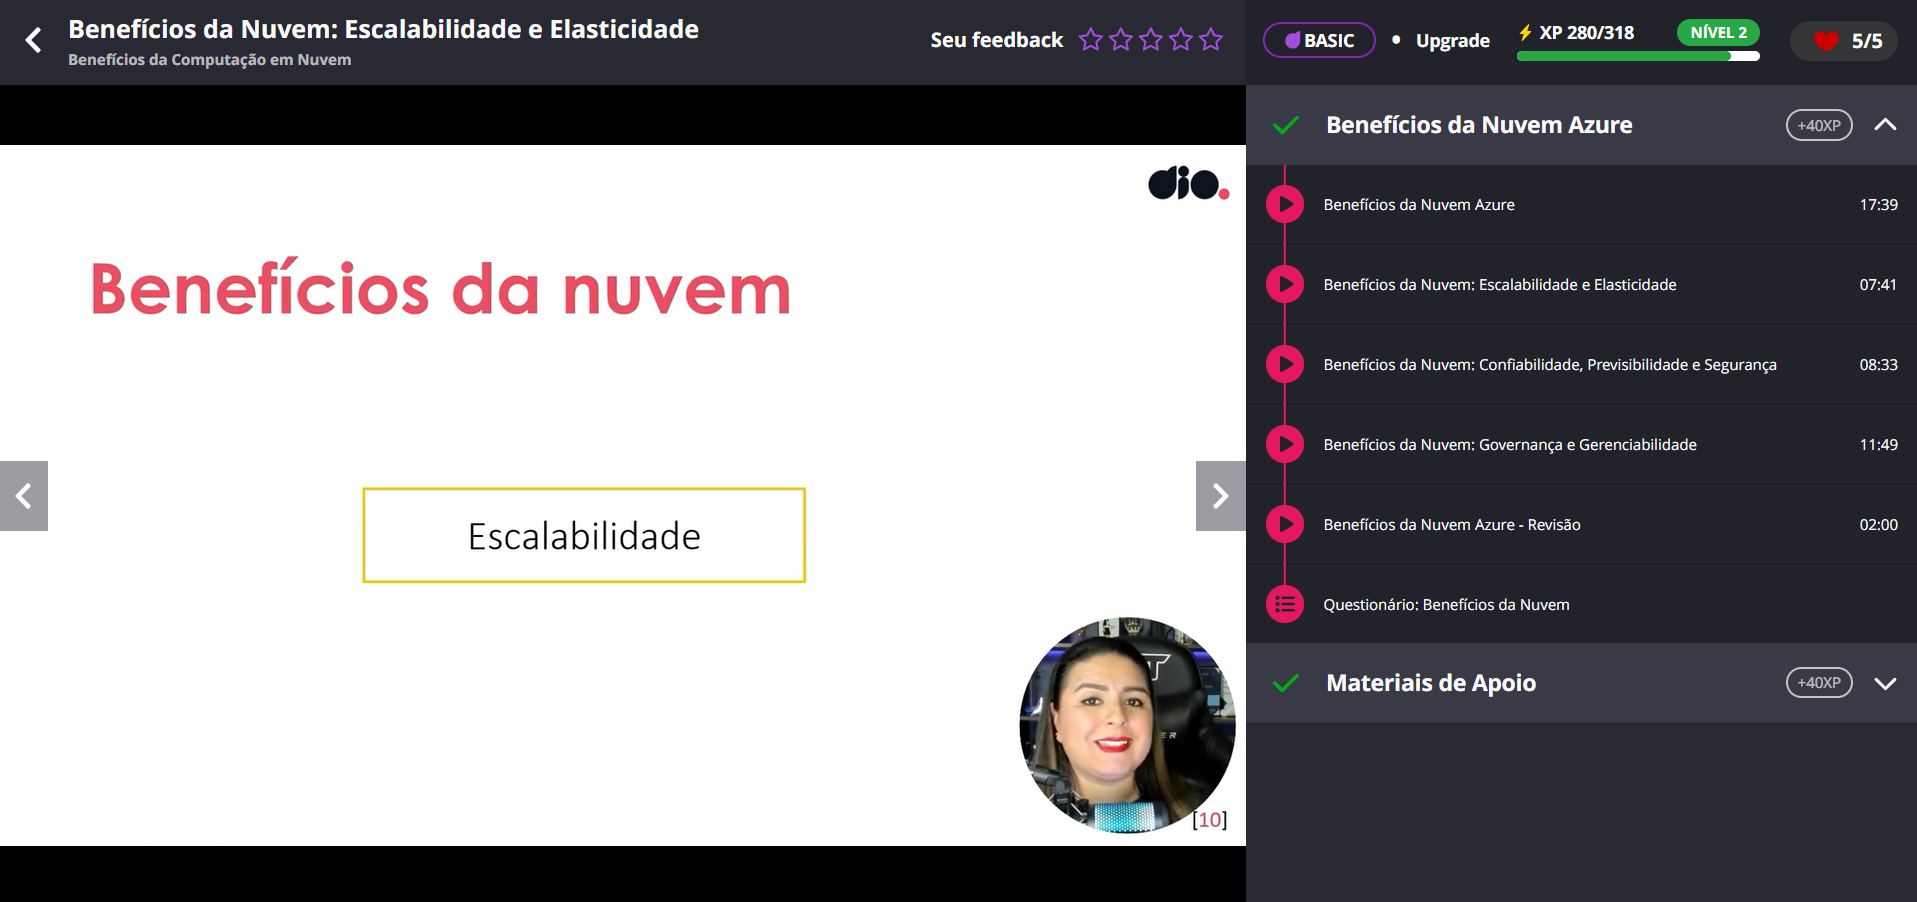 Benefícios da Nuvem: Escalabilidade e Elasticidade
Benefícios da Computação em Nuvem
Seu feedback
BASIC
•
Upgrade
XP 280/318
NÍVEL 2
5/5
dio.
Benefícios da nuvem
Escalabilidade
[10]
Benefícios da Nuvem Azure
+40XP
Benefícios da Nuvem Azure
17:39
Benefícios da Nuvem: Escalabilidade e Elasticidade
07:41
Benefícios da Nuvem: Confiabilidade, Previsibilidade e Segurança
08:33
Benefícios da Nuvem: Governança e Gerenciabilidade
11:49
Benefícios da Nuvem Azure - Revisão
02:00
Questionário: Benefícios da Nuvem
Materiais de Apoio
+40XP